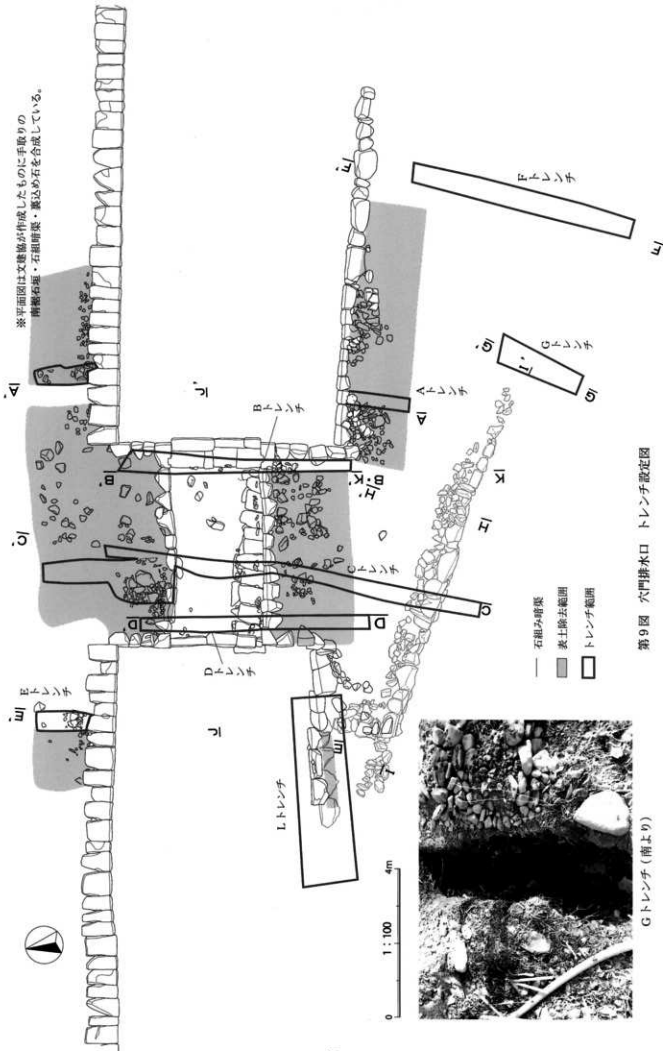 ※平面図は文建協が作成したものに手取りの
南裾石垣・石組暗渠・裏込め石を合成している。
A'
C'
E'
Eトレンチ
J'
J
B'
Bトレンチ
B・K'
H'
D
D
Dトレンチ
Cトレンチ
C
Aトレンチ
A
F'
Fトレンチ
F
G'
I'
Gトレンチ
G
K
H
E
I
Lトレンチ
石組み暗渠
表土除去範囲
トレンチ範囲
0
1:100
4m
Gトレンチ(南より)
第9図 穴門排水口 トレンチ設定図